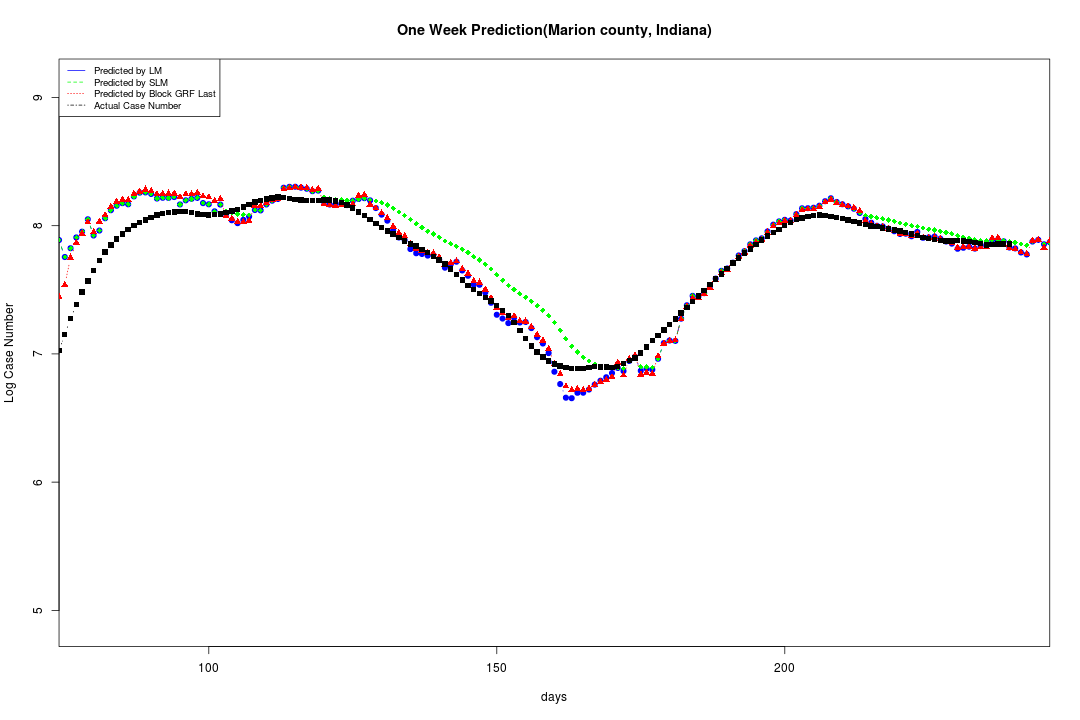 One Week Prediction(Marion county, Indiana)
Predicted by LM
Predicted by SLM
Predicted by Block GRF Last
Actual Case Number
9
8
7
6
5
Log Case Number
100 150 200
days